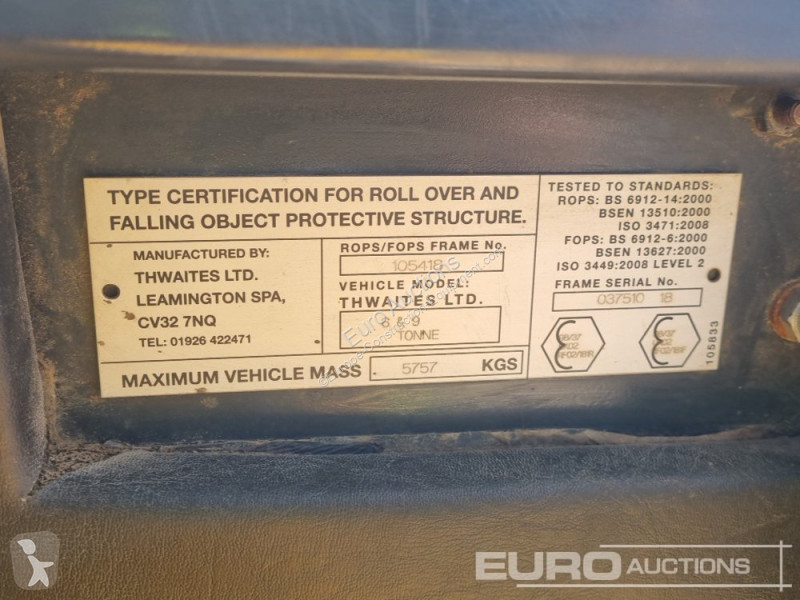 TYPE CERTIFICATION FOR ROLL OVER AND
FALLING OBJECT PROTECTIVE STRUCTURE.
MANUFACTURED BY:
THWAITES LTD.
LEAMINGTON SPA,
CV32 7NQ
TEL: 01926 422471
ROPS/FOPS FRAME No.
105418
VEHICLE MODEL:
THWAITES LTD.
6 & 9
TONNE
MAXIMUM VEHICLE MASS 5757 KGS
TESTED TO STANDARDS:
ROPS: BS 6912-14:2000
BSEN 13510:2000
ISO 3471:2008
FOPS: BS 6912-6:2000
BSEN 13627:2000
ISO 3449:2008 LEVEL 2
FRAME SERIAL No.
037510 18
105833
Euro Auctions
EURO AUCTIONS